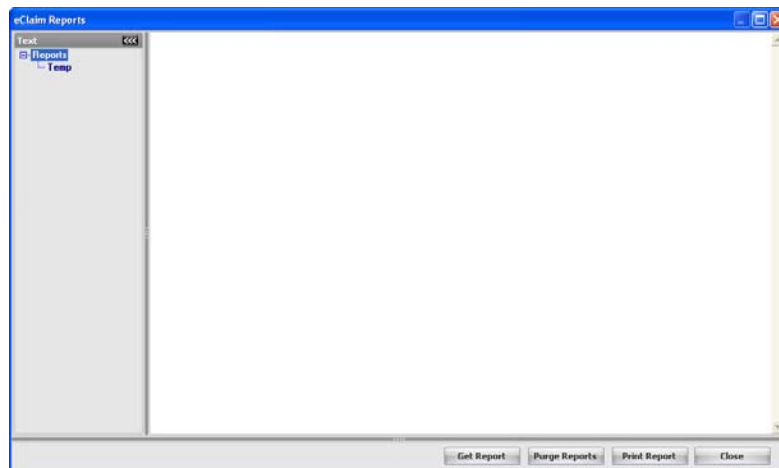 eClaim Reports
Text <<<
Reports
Temp
Get Report Purge Reports Print Report Close